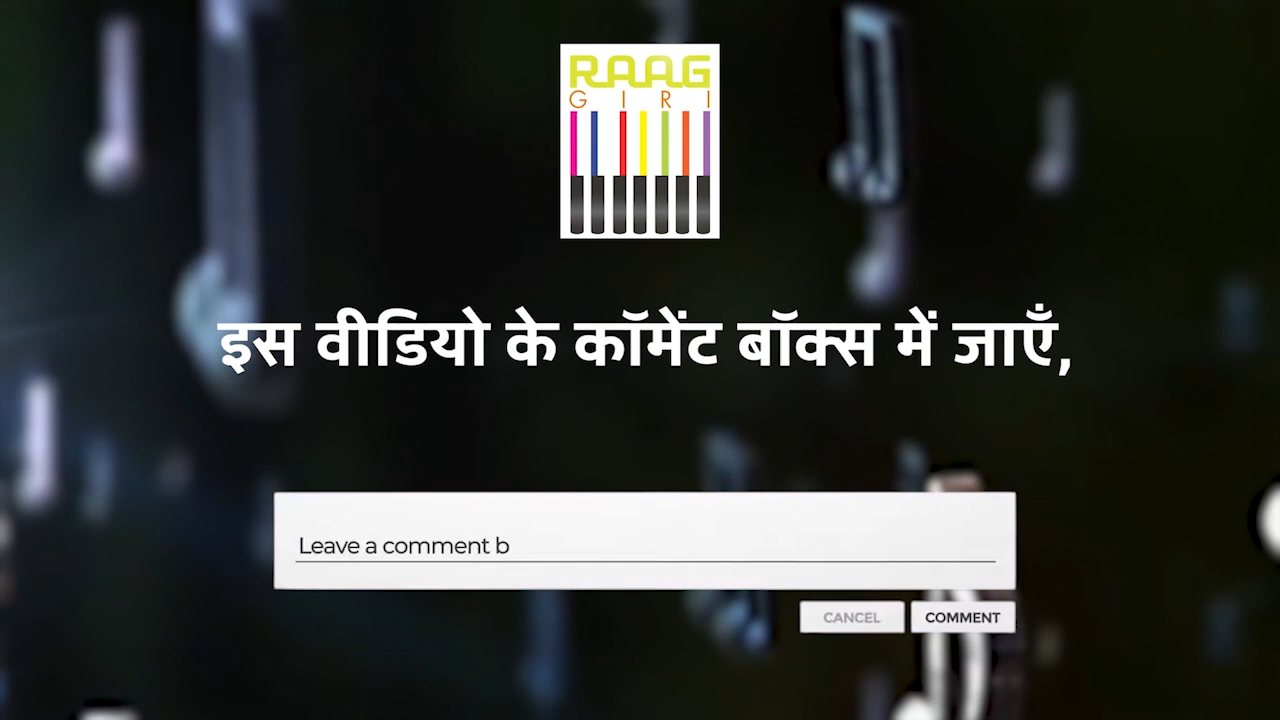 RAAG
GIRI
इस वीडियो के कॉमेंट बॉक्स में जाएँ,
Leave a comment b
CANCEL COMMENT